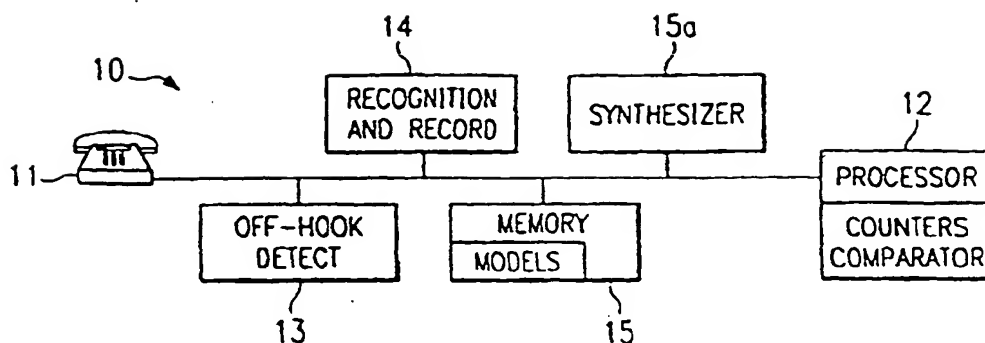 14
15a
10
RECOGNITION
AND RECORD
SYNTHESIZER
12
11
PROCESSOR
OFF-HOOK
DETECT
MEMORY
MODELS
COUNTERS
COMPARATOR
13
15